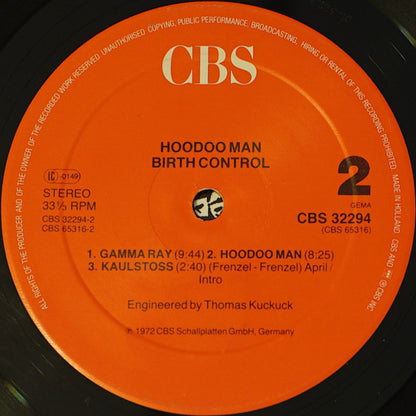 ALL RIGHTS OF THE PRODUCER AND OF THE OWNER OF THE RECORDED WORK RESERVED UNAUTHORISED COPYING, PUBLIC PERFORMANCE, BROADCASTING, HIRING OR RENTAL OF THIS RECORDING PROHIBITED. MADE IN HOLLAND. CBS AND ARE ® CBS INC.
CBS
HOODOO MAN
BIRTH CONTROL
LC-0149
STEREO
33⅓ RPM
CBS 32294-2
CBS 65316-2
2
GEMA
CBS 32294
(CBS 65316)
1. GAMMA RAY (9:44) 2. HOODOO MAN (8:25)
3. KAULSTOSS (2:40) (Frenzel - Frenzel) April /
Intro
Engineered by Thomas Kuckuck
℗ 1972 CBS Schallplatten GmbH, Germany